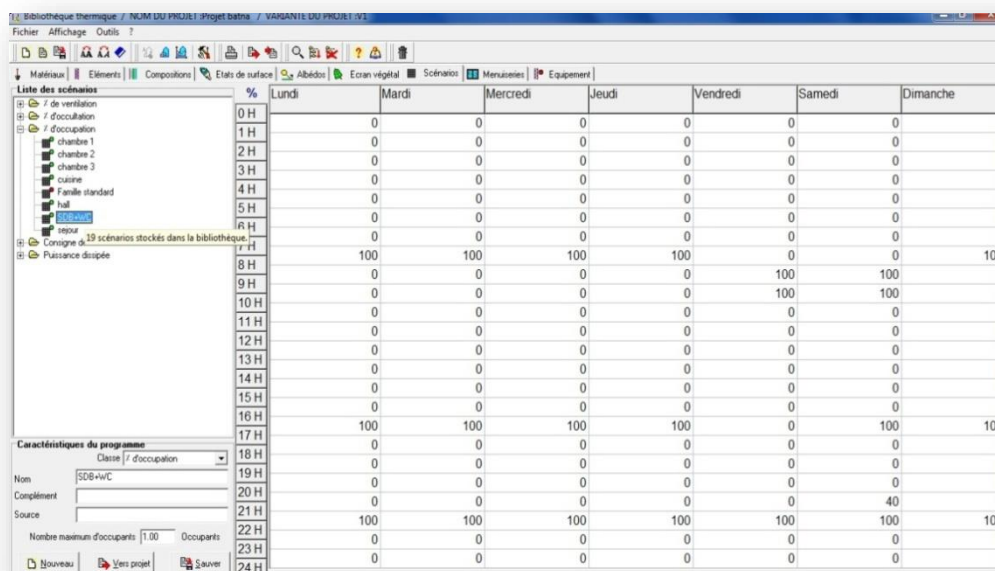 Bibliothèque thermique / NOM DU PROJET :Projet batna / VARIANTE DU PROJET :V1
Fichier Affichage Outils ?
Matériaux Eléments Compositions Etats de surface Albédos Ecran végétal Scénarios Menuiseries Equipement
Liste des scénarios
% de ventilation
% d'occultation
% d'occupation
chambre 1
chambre 2
chambre 3
cuisine
Famille standard
hall
SDB+WC
sejour
19 scénarios stockés dans la bibliothèque.
Consigne de
Puissance dissipée
Caractéristiques du programme
Classe % d'occupation
Nom SDB+WC
Complément
Source
Nombre maximum d'occupants 1.00 Occupants
Nouveau Vers projet Sauver
% Lundi Mardi Mercredi Jeudi Vendredi Samedi Dimanche
0 H
0 0 0 0 0 0
1 H
0 0 0 0 0 0
2 H
0 0 0 0 0 0
3 H
0 0 0 0 0 0
4 H
0 0 0 0 0 0
5 H
0 0 0 0 0 0
6 H
0 0 0 0 0 0
7 H
100 100 100 100 0 0 10
8 H
0 0 0 0 100 100
9 H
0 0 0 0 100 100
10 H
0 0 0 0 0 0
11 H
0 0 0 0 0 0
12 H
0 0 0 0 0 0
13 H
0 0 0 0 0 0
14 H
0 0 0 0 0 0
15 H
0 0 0 0 0 0
16 H
100 100 100 100 0 100 10
17 H
0 0 0 0 0 0
18 H
0 0 0 0 0 0
19 H
0 0 0 0 0 0
20 H
0 0 0 0 0 40
21 H
100 100 100 100 100 100 10
22 H
0 0 0 0 0 0
23 H
0 0 0 0 0 0
24 H